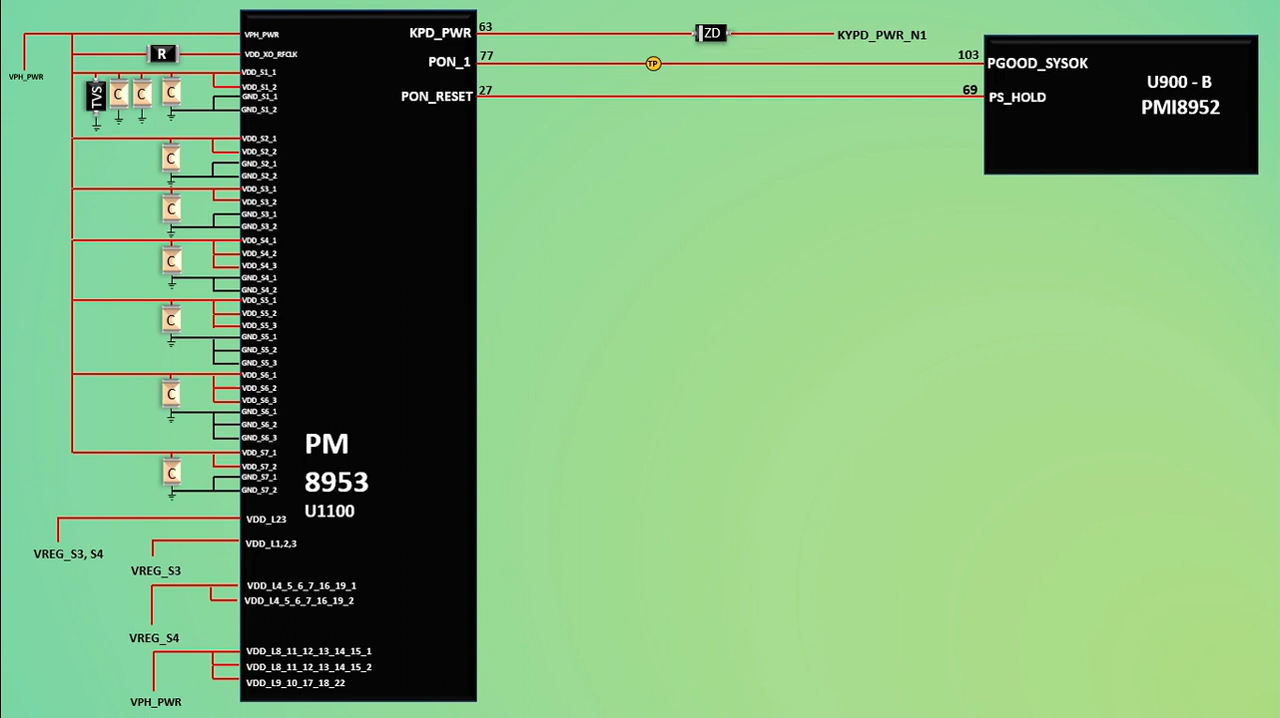 VPH_PWR
R
TVS
C
C
C
C
C
C
C
C
C
VREG_S3, S4
VREG_S3
VREG_S4
VPH_PWR
VPH_PWR
VDD_XO_RFCLK
VDD_S1_1
VDD_S1_2
GND_S1_1
GND_S1_2
VDD_S2_1
VDD_S2_2
GND_S2_1
GND_S2_2
VDD_S3_1
VDD_S3_2
GND_S3_1
GND_S3_2
VDD_S4_1
VDD_S4_2
VDD_S4_3
GND_S4_1
GND_S4_2
VDD_S5_1
VDD_S5_2
VDD_S5_3
GND_S5_1
GND_S5_2
GND_S5_3
VDD_S6_1
VDD_S6_2
VDD_S6_3
GND_S6_1
GND_S6_2
GND_S6_3
VDD_S7_1
VDD_S7_2
GND_S7_1
GND_S7_2
VDD_L23
VDD_L1,2,3
VDD_L4_5_6_7_16_19_1
VDD_L4_5_6_7_16_19_2
VDD_L8_11_12_13_14_15_1
VDD_L8_11_12_13_14_15_2
VDD_L9_10_17_18_22
PM
8953
U1100
KPD_PWR 63
PON_1 77
PON_RESET 27
ZD
KYPD_PWR_N1
TP
103 PGOOD_SYSOK
69 PS_HOLD
U900 - B
PMI8952